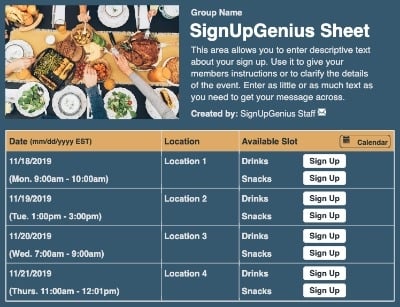 Group Name
SignUpGenius Sheet
This area allows you to enter descriptive text
about your sign up. Use it to give your
members instructions or to clarify the details
of the event. Enter as little or as much text as
you need to get your message across.
Created by: SignUpGenius Staff
Date (mm/dd/yyyy EST) Location Available Slot Calendar
11/18/2019 Location 1 Drinks Sign Up
(Mon. 9:00am - 10:00am) Snacks Sign Up
11/19/2019 Location 2 Drinks Sign Up
(Tue. 1:00pm - 3:00pm) Snacks Sign Up
11/20/2019 Location 3 Drinks Sign Up
(Wed. 7:00am - 9:00am) Snacks Sign Up
11/21/2019 Location 4 Drinks Sign Up
(Thurs. 11:00am - 12:01pm) Snacks Sign Up